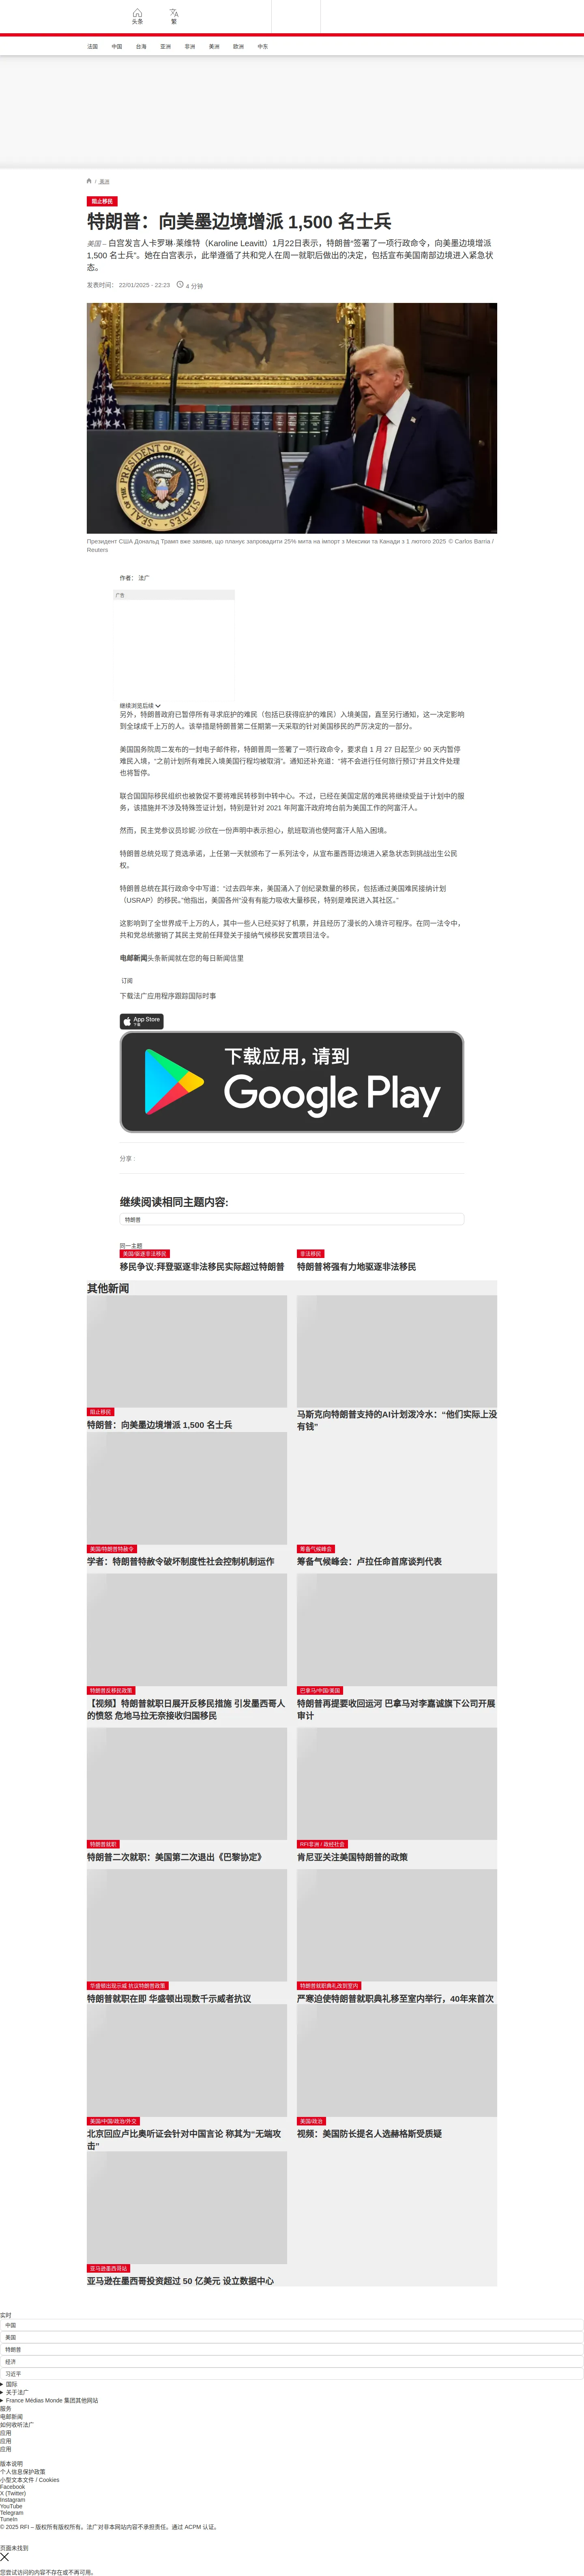 头条
繁
法国
中国
台海
亚洲
非洲
美洲
欧洲
中东
/ 美洲
阻止移民
特朗普：向美墨边境增派 1,500 名士兵
美国 – 白宫发言人卡罗琳·莱维特（Karoline Leavitt）1月22日表示，特朗普“签署了一项行政命令，向美墨边境增派
1,500 名士兵”。她在白宫表示，此举遵循了共和党人在周一就职后做出的决定，包括宣布美国南部边境进入紧急状
态。
发表时间： 22/01/2025 - 22:23
4 分钟
Президент США Дональд Трамп вже заявив, що планує запровадити 25% мита на імпорт з Мексики та Канади з 1 лютого 2025 © Carlos Barria /
Reuters
作者： 法广
广告
继续浏览后续
另外，特朗普政府已暂停所有寻求庇护的难民（包括已获得庇护的难民）入境美国，直至另行通知，这一决定影响
到全球成千上万的人。该举措是特朗普第二任期第一天采取的针对美国移民的严厉决定的一部分。
美国国务院周二发布的一封电子邮件称，特朗普周一签署了一项行政命令，要求自 1 月 27 日起至少 90 天内暂停
难民入境，“之前计划所有难民入境美国行程均被取消”。通知还补充道：“将不会进行任何旅行预订”并且文件处理
也将暂停。
联合国国际移民组织也被敦促不要将难民转移到中转中心。不过，已经在美国定居的难民将继续受益于计划中的服
务，该措施并不涉及特殊签证计划，特别是针对 2021 年阿富汗政府垮台前为美国工作的阿富汗人。
然而，民主党参议员珍妮·沙欣在一份声明中表示担心，航班取消也使阿富汗人陷入困境。
特朗普总统兑现了竞选承诺，上任第一天就颁布了一系列法令，从宣布墨西哥边境进入紧急状态到挑战出生公民
权。
特朗普总统在其行政命令中写道：“过去四年来，美国涌入了创纪录数量的移民，包括通过美国难民接纳计划
（USRAP）的移民。”他指出，美国各州“没有有能力吸收大量移民，特别是难民进入其社区。”
这影响到了全世界成千上万的人，其中一些人已经买好了机票，并且经历了漫长的入境许可程序。在同一法令中，
共和党总统撤销了其民主党前任拜登关于接纳气候移民安置项目法令。
电邮新闻头条新闻就在您的每日新闻信里
订阅
下载法广应用程序跟踪国际时事
App Store
下载
下载应用，请到
Google Play
分享 :
继续阅读相同主题内容:
特朗普
同一主题
美国/驱逐非法移民
移民争议:拜登驱逐非法移民实际超过特朗普
非法移民
特朗普将强有力地驱逐非法移民
其他新闻
阻止移民
特朗普：向美墨边境增派 1,500 名士兵
马斯克向特朗普支持的AI计划泼冷水：“他们实际上没
有钱”
美国/特朗普特赦令
学者：特朗普特赦令破坏制度性社会控制机制运作
筹备气候峰会
筹备气候峰会：卢拉任命首席谈判代表
特朗普反移民政策
【视频】特朗普就职日展开反移民措施 引发墨西哥人
的愤怒 危地马拉无奈接收归国移民
巴拿马/中国/美国
特朗普再提要收回运河 巴拿马对李嘉诚旗下公司开展
审计
特朗普就职
特朗普二次就职：美国第二次退出《巴黎协定》
RFI非洲 / 政经社会
肯尼亚关注美国特朗普的政策
华盛顿出现示威 抗议特朗普政策
特朗普就职在即 华盛顿出现数千示威者抗议
特朗普就职典礼改到室内
严寒迫使特朗普就职典礼移至室内举行，40年来首次
美国/中国/政治/外交
北京回应卢比奥听证会针对中国言论 称其为“无端攻
击”
美国/政治
视频：美国防长提名人选赫格斯受质疑
亚马逊墨西哥站
亚马逊在墨西哥投资超过 50 亿美元 设立数据中心
实时
中国
美国
特朗普
经济
习近平
国际
关于法广
France Médias Monde 集团其他网站
服务
电邮新闻
如何收听法广
应用
应用
应用
版本说明
个人信息保护政策
小型文本文件 / Cookies
Facebook
X (Twitter)
Instagram
YouTube
Telegram
TuneIn
© 2025 RFI – 版权所有版权所有。法广对非本网站内容不承担责任。通过 ACPM 认证。
页面未找到
您尝试访问的内容不存在或不再可用。